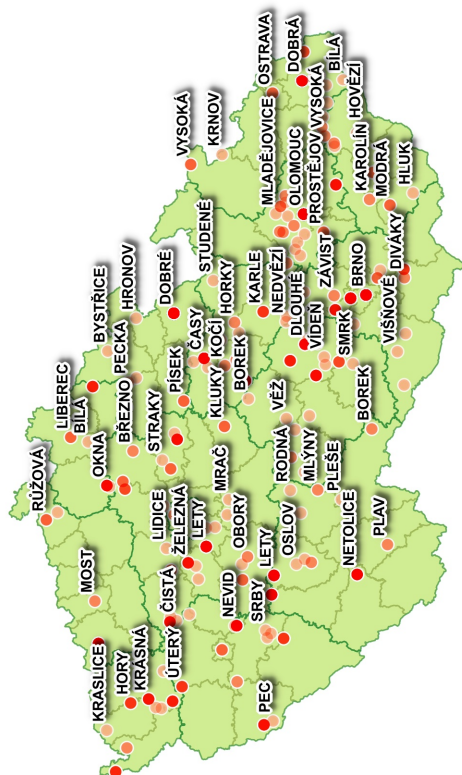 OSTRAVA
DOBRÁ
BÍLÁ
HOVĚZÍ
VYSOKÁ
KRNOV
MLADĚJOVICE
OLOMOUC
PROSTĚJOV
VYSOKÁ
KAROLÍN
MODRÁ
HLUK
BYSTŘICE
HRONOV
DOBRÉ
STUDENÉ
HORKY
KARLE
NEDVĚZÍ
DLOUHÉ
VÍDEN
ZÁVIST
BRNO
DIVÁKY
SMRK
VIŠŇOVÉ
LIBEREC
BÍLÁ
PECKA
BŘEZNO
STRAKY
PÍSEK
ČASY
KLUKY
KOČÍ
BOREK
VĚŽ
BOREK
RŮŽOVÁ
OKNA
LIDICE
ŽELEZNÁ
LETY
MRAČ
OBORY
RODNÁ
MLÝNY
PLEŠE
MOST
ČISTÁ
NEVID
SRBY
LETY
OSLOV
NETOLICE
PLAV
KRASLICE
HORY
KRÁSNÁ
ÚTERÝ
PEC